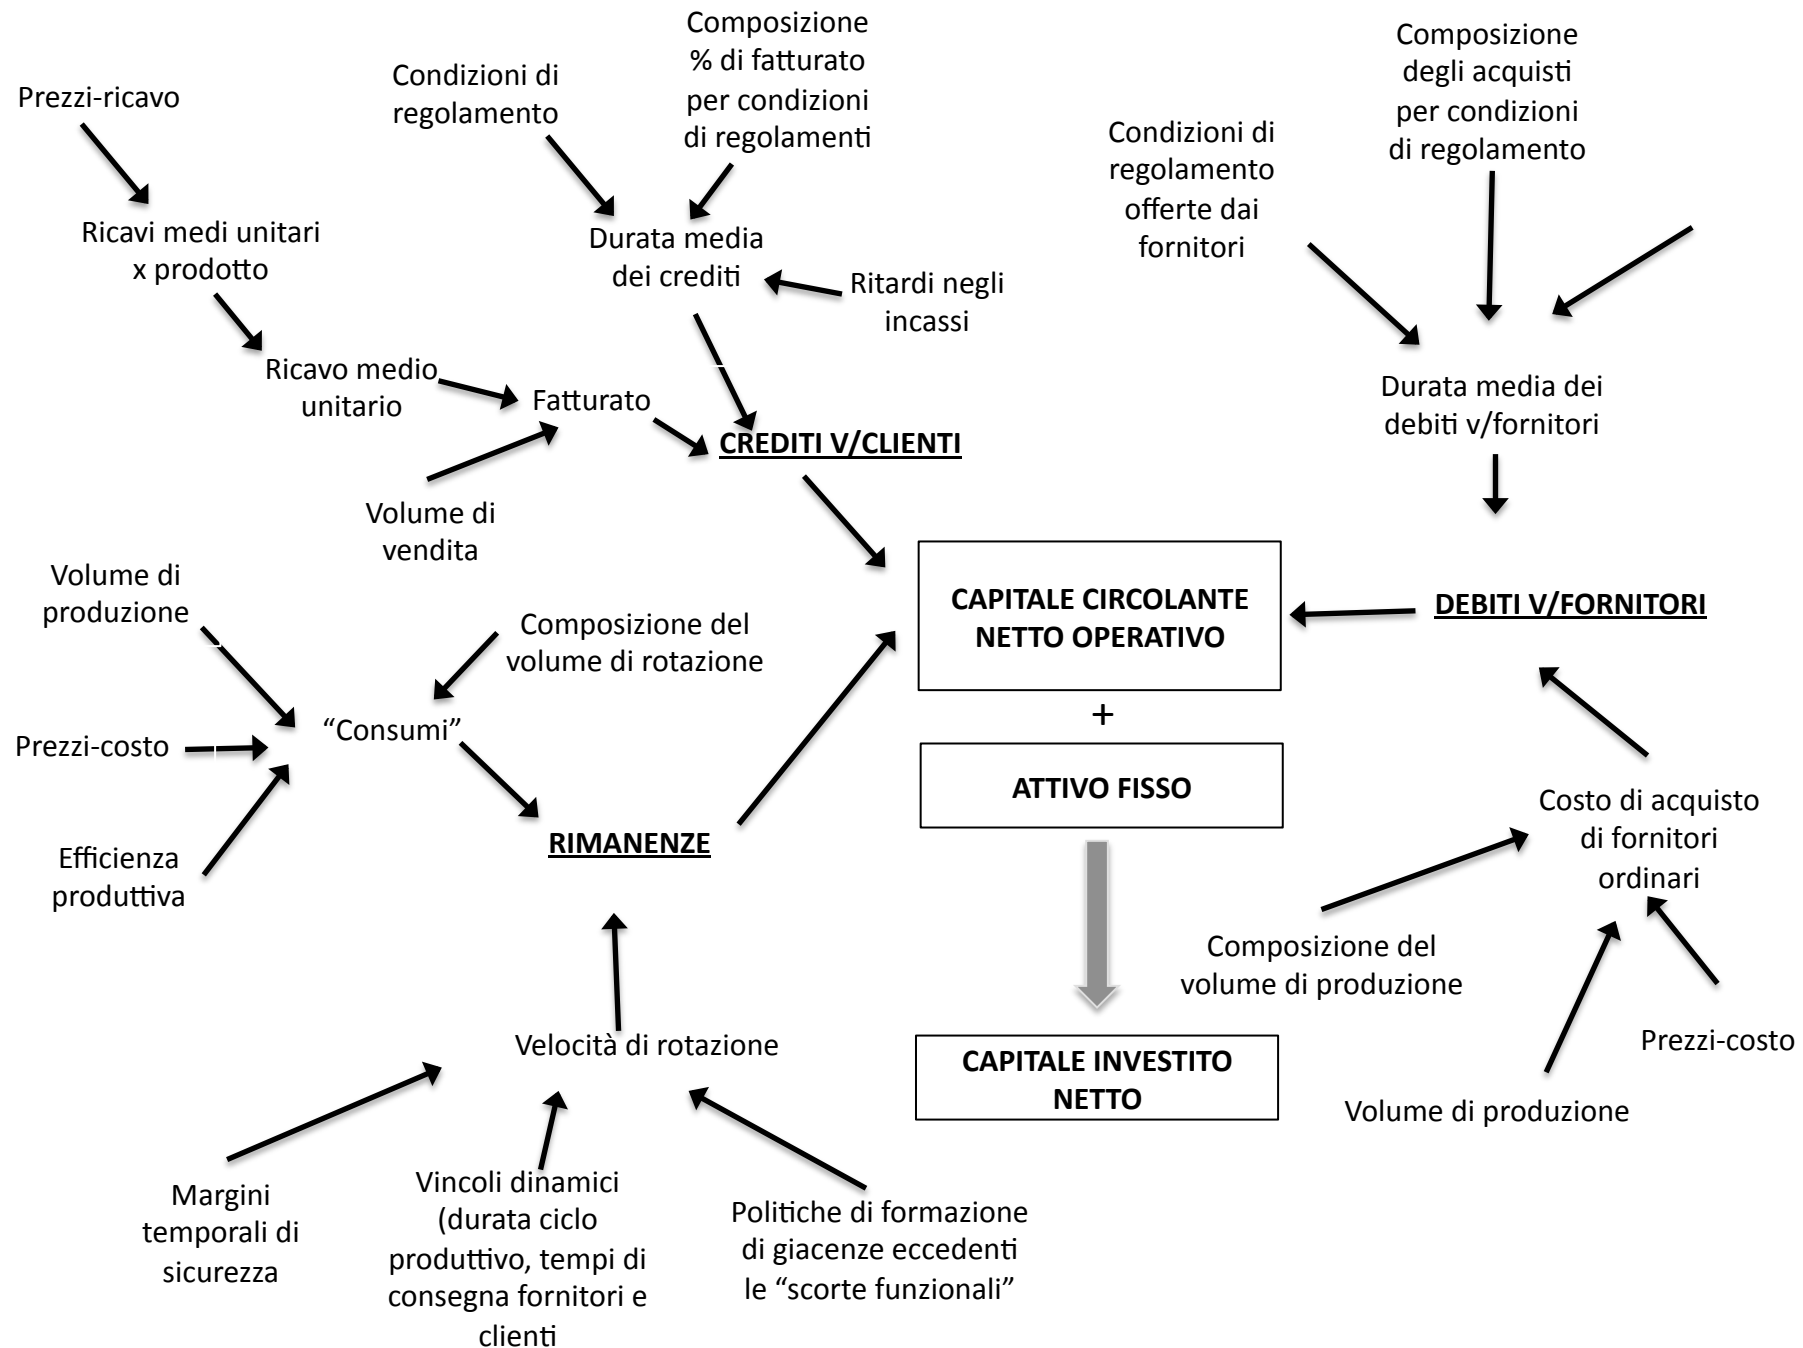 Composizione
% di fatturato
per condizioni
di regolamenti
Condizioni di
regolamento
Prezzi-ricavo
Composizione
degli acquisti
per condizioni
di regolamento
Condizioni di
regolamento
offerte dai
fornitori
Ricavi medi unitari
x prodotto
Durata media
dei crediti
Ritardi negli
incassi
Ricavo medio
unitario
Fatturato
Durata media dei
debiti v/fornitori
CREDITI V/CLIENTI
Volume di
vendita
Volume di
produzione
Composizione del
volume di rotazione
CAPITALE CIRCOLANTE
NETTO OPERATIVO
DEBITI V/FORNITORI
+
“Consumi”
Prezzi-costo
ATTIVO FISSO
Costo di acquisto
di fornitori
ordinari
RIMANENZE
Efficienza
produttiva
Composizione del
volume di produzione
Velocità di rotazione
CAPITALE INVESTITO
NETTO
Prezzi-costo
Volume di produzione
Margini
temporali di
sicurezza
Vincoli dinamici
(durata ciclo
produttivo, tempi di
consegna fornitori e
clienti
Politiche di formazione
di giacenze eccedenti
le “scorte funzionali”